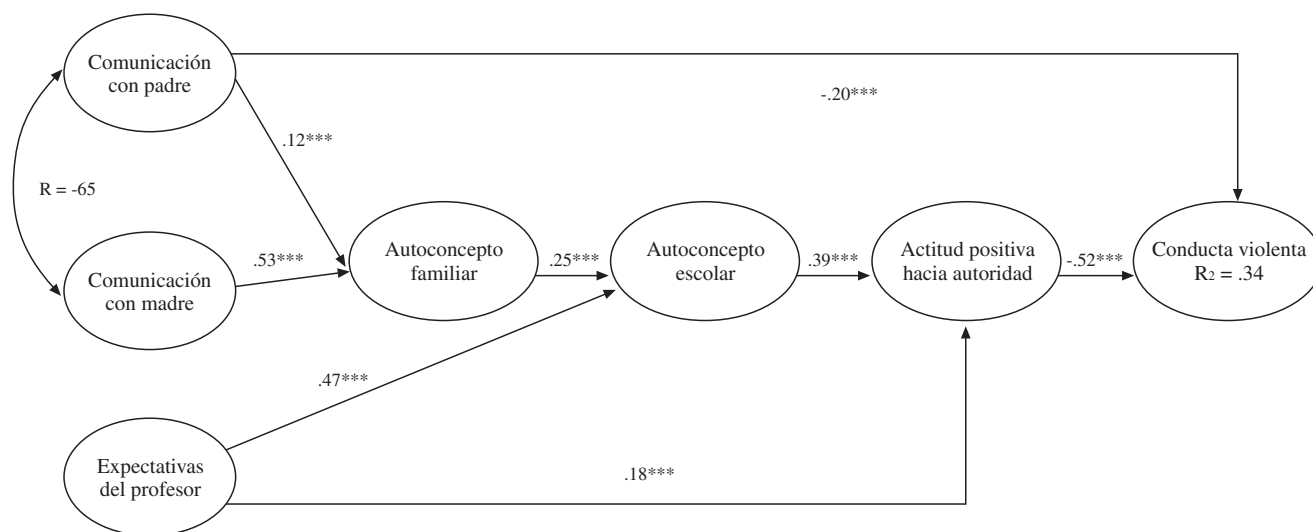 Comunicación
con padre
-.20***
.12***
R = -65
Comunicación
con madre
.53***
Autoconcepto
familiar
.25***
Autoconcepto
escolar
.39***
Actitud positiva
hacia autoridad
-.52***
Conducta violenta
R2 = .34
.47***
Expectativas
del profesor
.18***